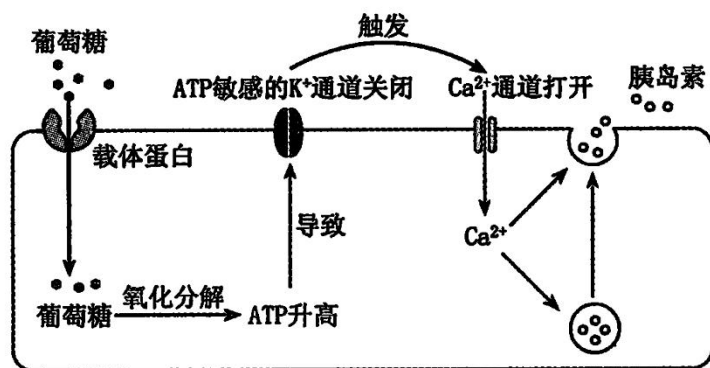 触发
葡萄糖
ATP敏感的K⁺通道关闭
Ca²⁺通道打开
胰岛素
载体蛋白
导致
Ca²⁺
葡萄糖
氧化分解
ATP升高